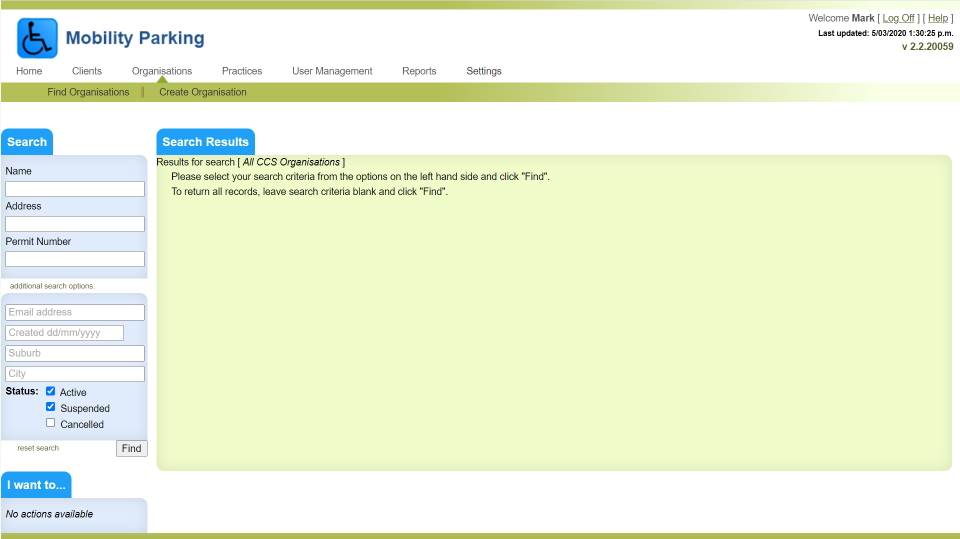 Welcome Mark [ Log Off ] [ Help ]
Last updated: 5/03/2020 1:30:25 p.m.
v 2.2.20059
Mobility Parking
Home Clients Organisations Practices User Management Reports Settings
Find Organisations | Create Organisation
Search
Name
Address
Permit Number
additional search options:
Email address
Created dd/mm/yyyy
Suburb
City
Status: Active
Suspended
Cancelled
reset search Find
I want to...
No actions available
Search Results
Results for search [ All CCS Organisations ]
Please select your search criteria from the options on the left hand side and click "Find".
To return all records, leave search criteria blank and click "Find".